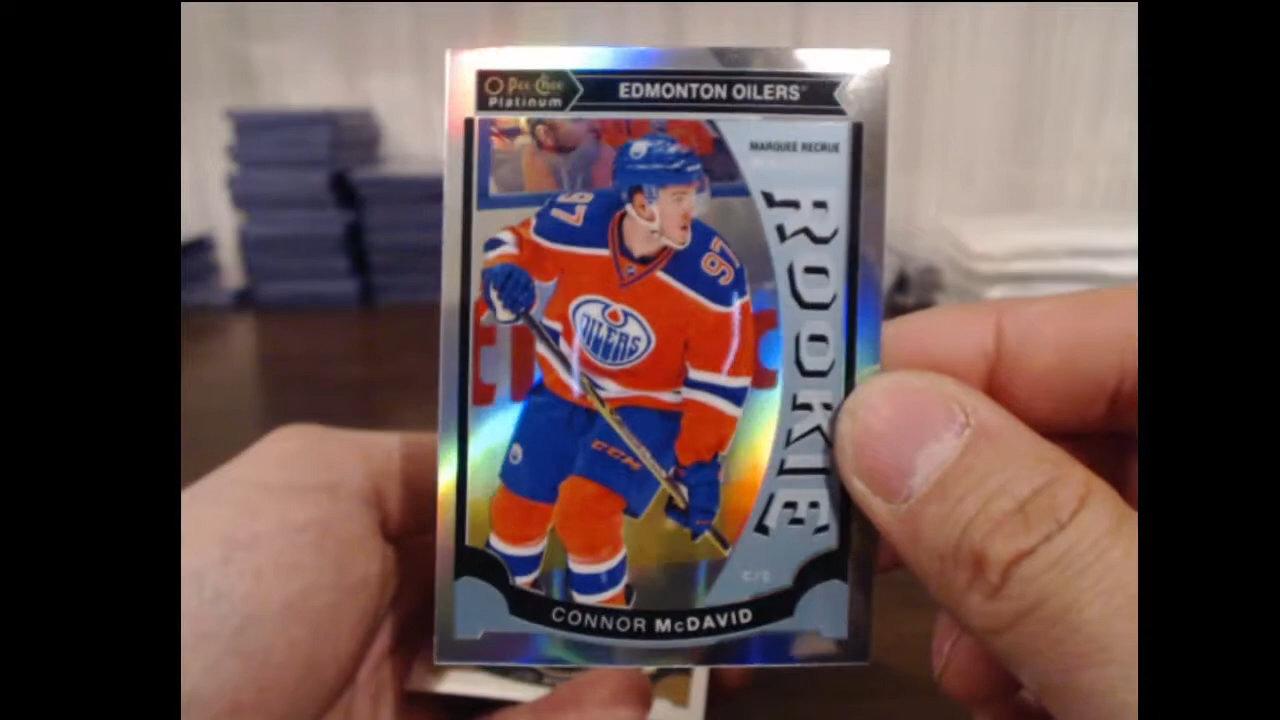 O-Pee-Chee
Platinum
EDMONTON OILERS
MARQUEE RECRUE
ROOKIE
97
97
OILERS
CCM
C/C
CONNOR McDAVID